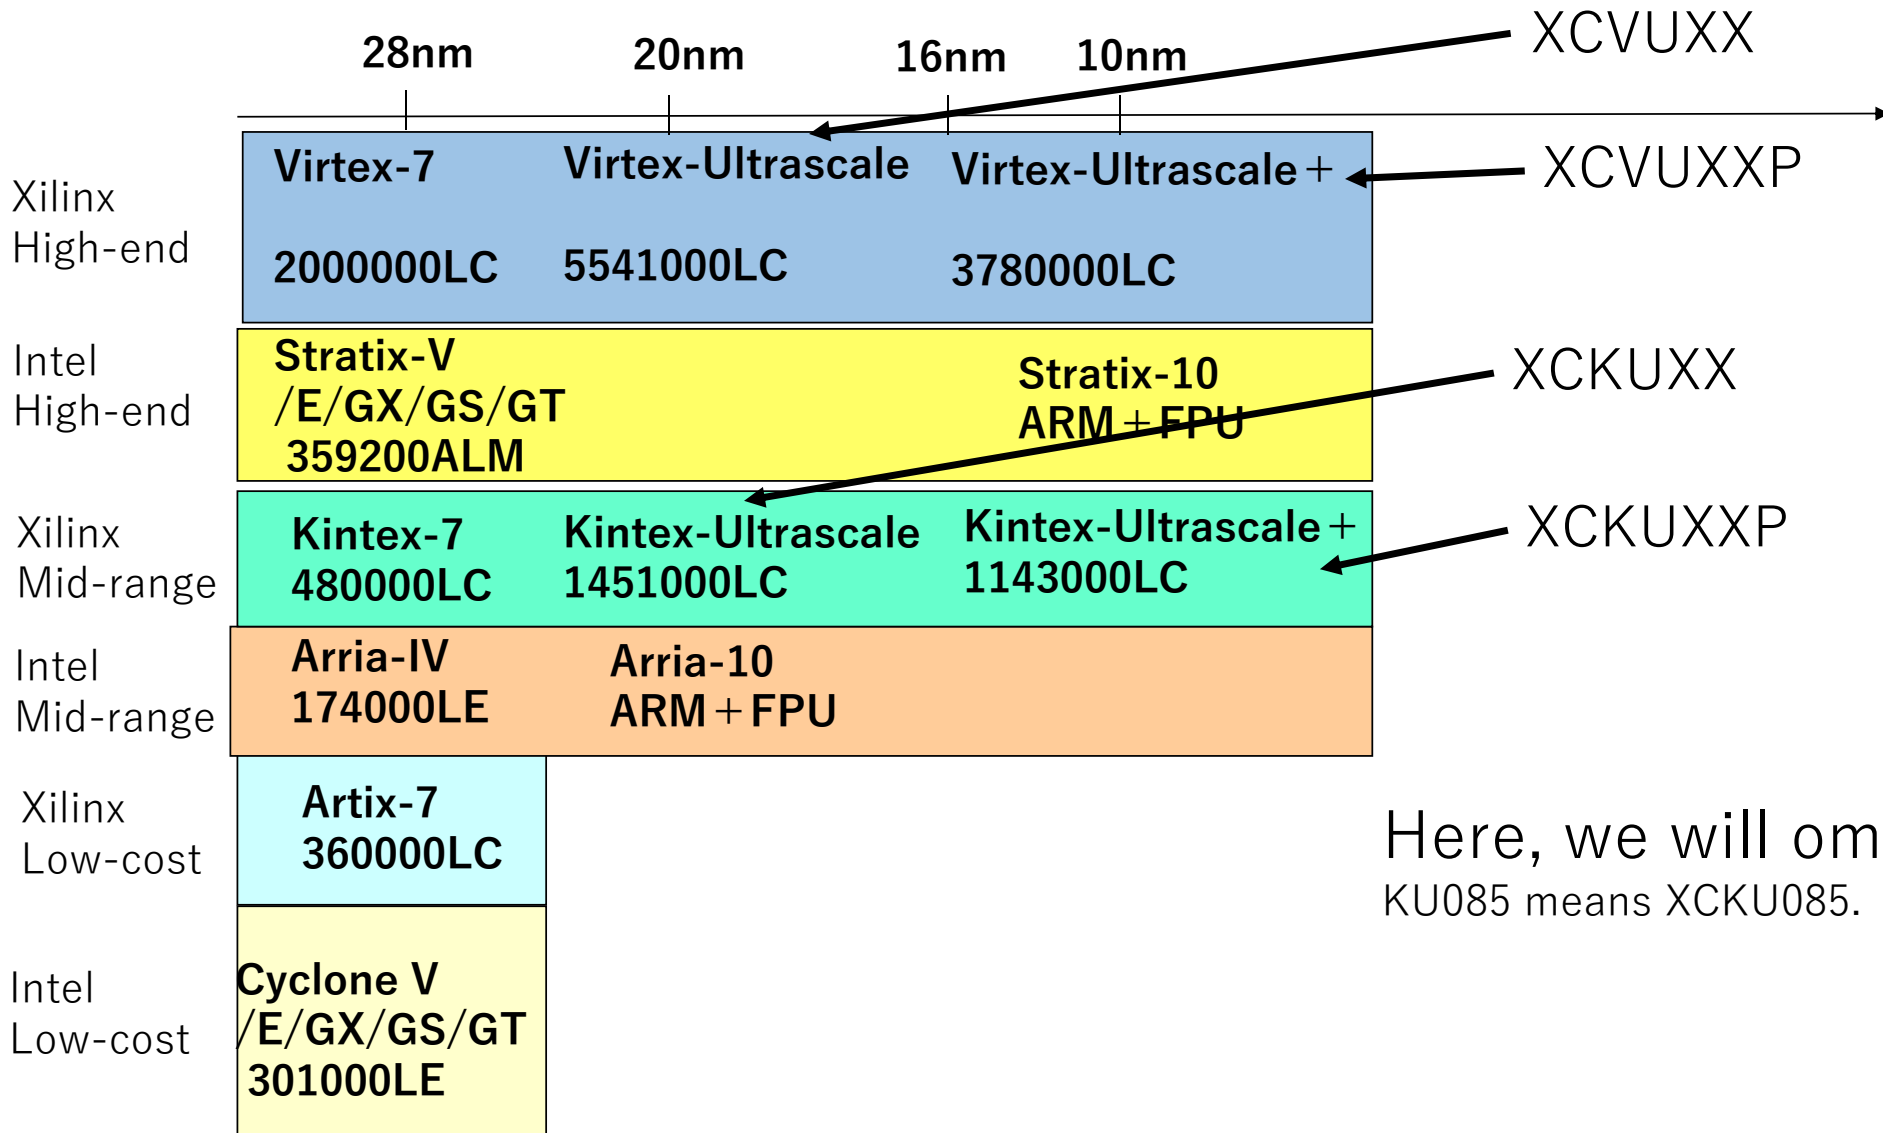 28nm
20nm
16nm
10nm
XCVUXX
Xilinx
High-end
Virtex-7
2000000LC
Virtex-Ultrascale
5541000LC
Virtex-Ultrascale＋
3780000LC
XCVUXXP
Intel
High-end
Stratix-V
/E/GX/GS/GT
359200ALM
Stratix-10
ARM＋FPU
XCKUXX
Xilinx
Mid-range
Kintex-7
480000LC
Kintex-Ultrascale
1451000LC
Kintex-Ultrascale＋
1143000LC
XCKUXXP
Intel
Mid-range
Arria-IV
174000LE
Arria-10
ARM＋FPU
Xilinx
Low-cost
Artix-7
360000LC
Here, we will om
KU085 means XCKU085.
Intel
Low-cost
Cyclone V
/E/GX/GS/GT
301000LE